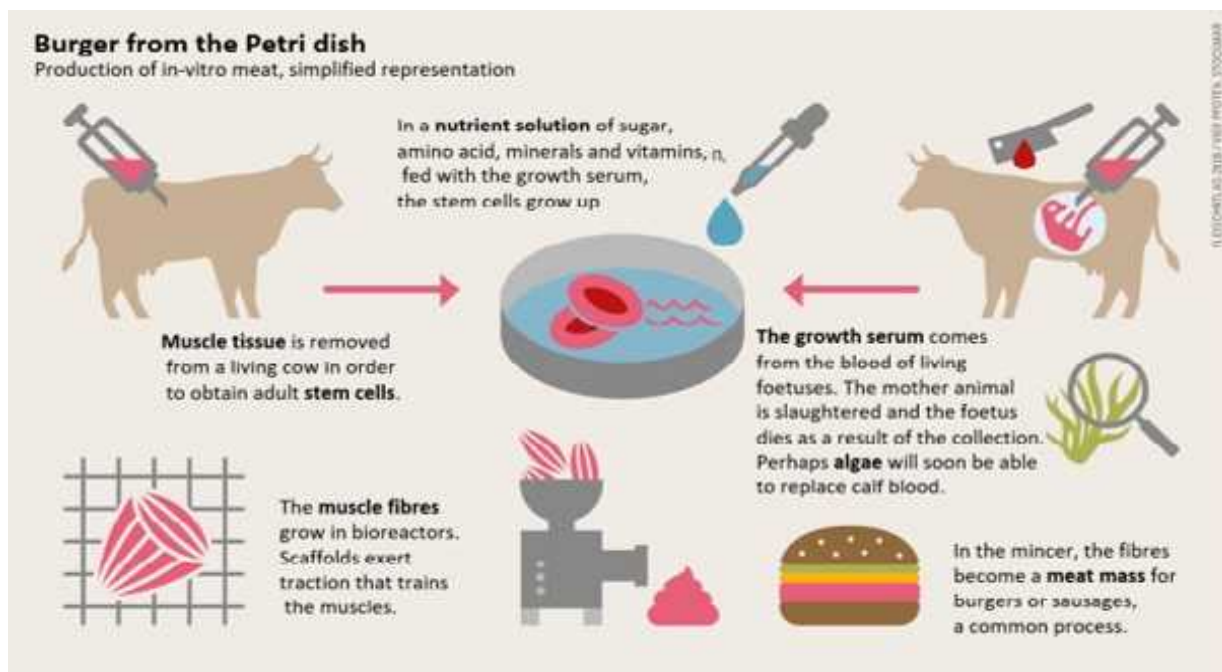 Burger from the Petri dish
Production of in-vitro meat, simplified representation
In a nutrient solution of sugar,
amino acid, minerals and vitamins, n,
fed with the growth serum,
the stem cells grow up
Muscle tissue is removed
from a living cow in order
to obtain adult stem cells.
The growth serum comes
from the blood of living
foetuses. The mother animal
is slaughtered and the foetus
dies as a result of the collection.
Perhaps algae will soon be able
to replace calf blood.
The muscle fibres
grow in bioreactors.
Scaffolds exert
traction that trains
the muscles.
In the mincer, the fibres
become a meat mass for
burgers or sausages,
a common process.